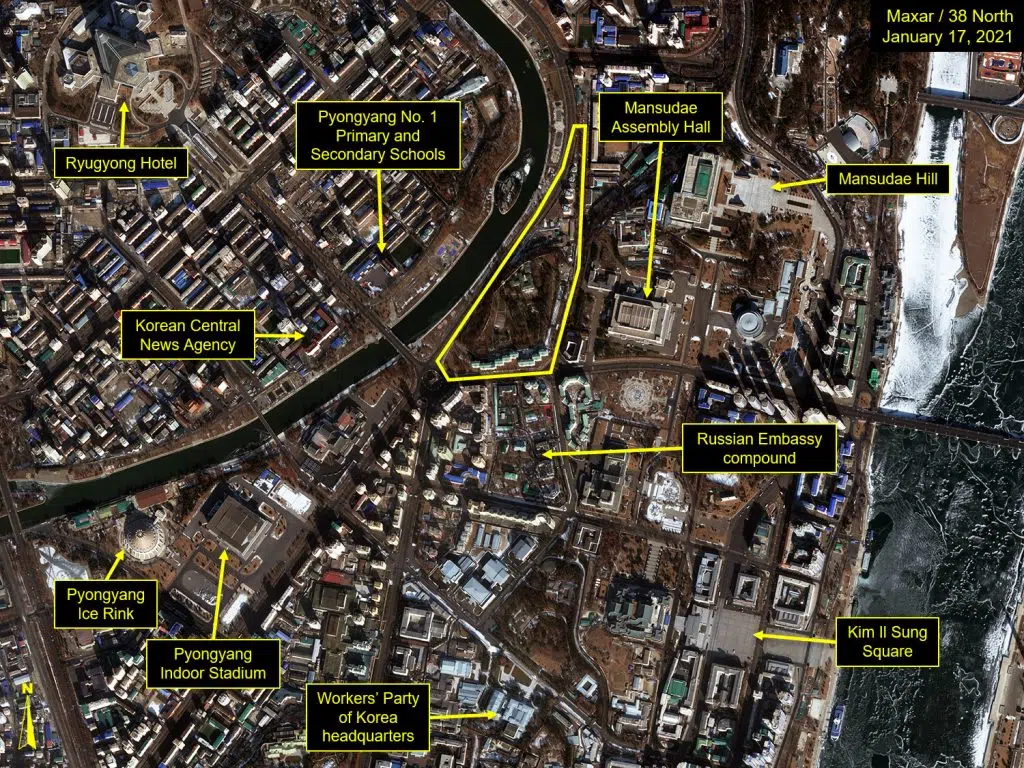 Maxar / 38 North
January 17, 2021
Pyongyang No. 1
Primary and
Secondary Schools
Mansudae
Assembly Hall
Ryugyong Hotel
Mansudae Hill
Korean Central
News Agency
Russian Embassy
compound
Pyongyang
Ice Rink
Pyongyang
Indoor Stadium
Kim Il Sung
Square
Workers' Party
of Korea
headquarters
N